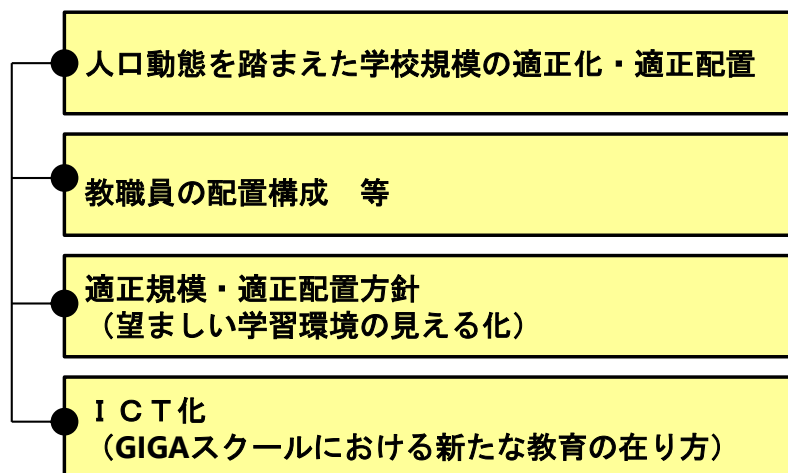 人口動態を踏まえた学校規模の適正化・適正配置
教職員の配置構成　等
適正規模・適正配置方針
（望ましい学習環境の見える化）
ＩＣＴ化
（GIGAスクールにおける新たな教育の在り方）